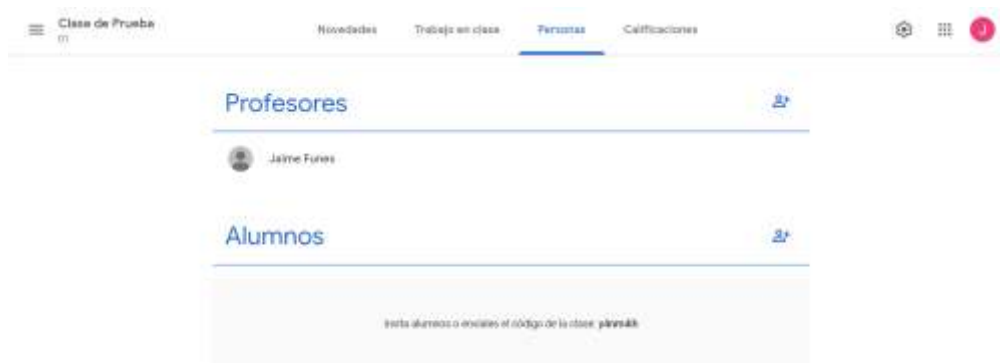 Clase de Prueba
Novedades Trabajo en clase Personas Calificaciones
J
Profesores
Jaime Funes
Alumnos
Invita alumnos o envíales el código de la clase: